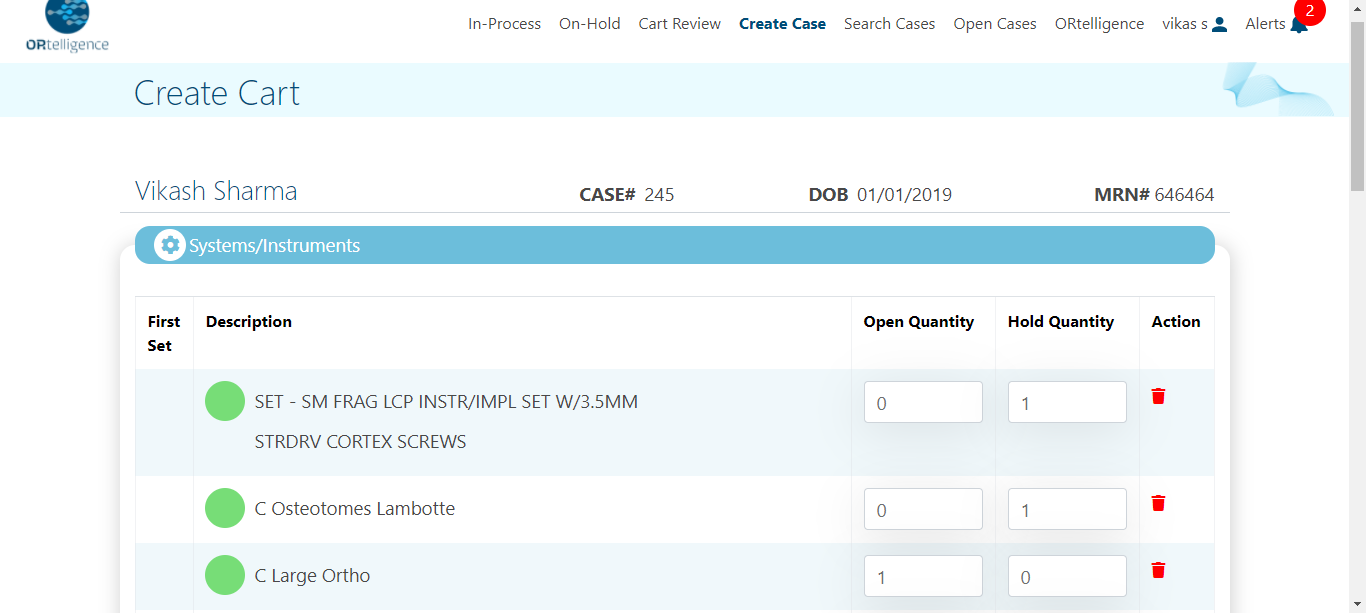 ORtelligence
In-Process On-Hold Cart Review Create Case Search Cases Open Cases ORtelligence vikas s Alerts 2
Create Cart
Vikash Sharma CASE# 245 DOB 01/01/2019 MRN# 646464
Systems/Instruments
First Set Description Open Quantity Hold Quantity Action
SET - SM FRAG LCP INSTR/IMPL SET W/3.5MM 0 1
STRDRV CORTEX SCREWS
C Osteotomes Lambotte 0 1
C Large Ortho 1 0